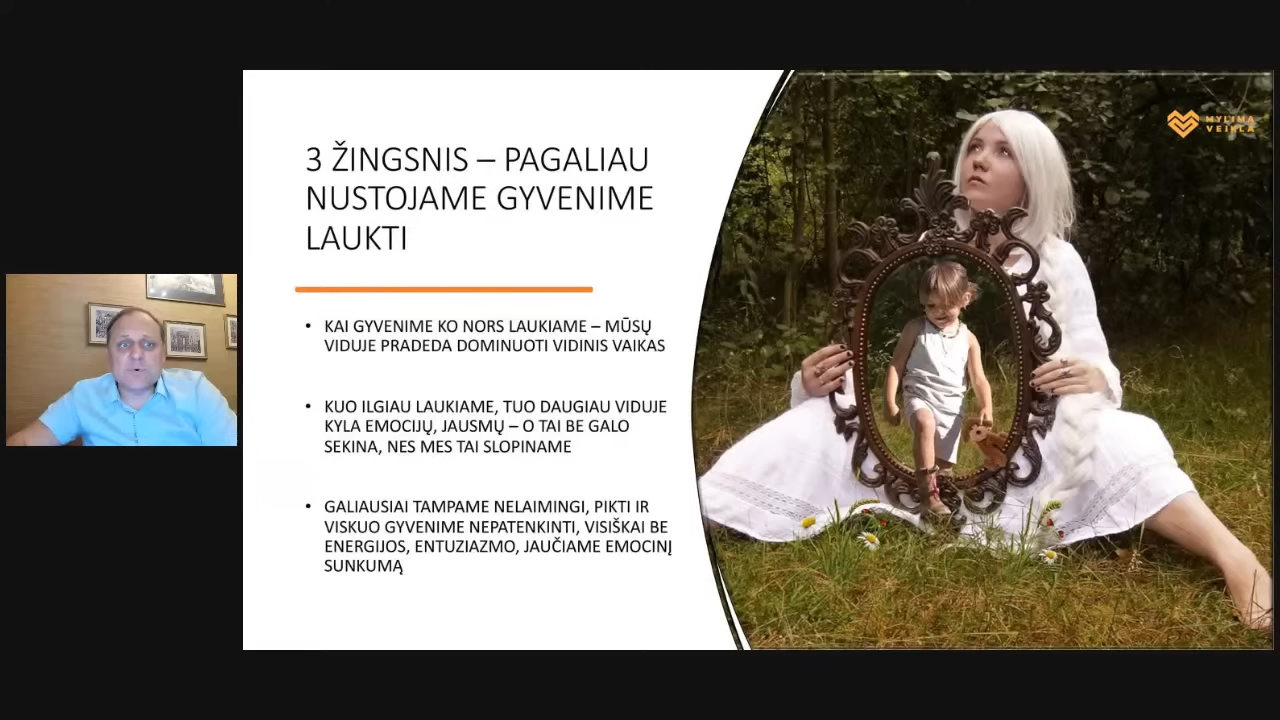 3 ŽINGSNIS – PAGALIAU
NUSTOJAME GYVENIME
LAUKTI
• KAI GYVENIME KO NORS LAUKIAME – MŪSŲ
VIDUJE PRADEDA DOMINUOTI VIDINIS VAIKAS
• KUO ILGIAU LAUKIAME, TUO DAUGIAU VIDUJE
KYLA EMOCIJŲ, JAUSMŲ – O TAI BE GALO
SEKINA, NES MES TAI SLOPINAME
• GALIAUSIAI TAMPAME NELAIMINGI, PIKTI IR
VISKUO GYVENIME NEPATENKINTI, VISIŠKAI BE
ENERGIJOS, ENTUZIAZMO, JAUČIAME EMOCINĮ
SUNKUMĄ
MYLIMA
VEIKLA